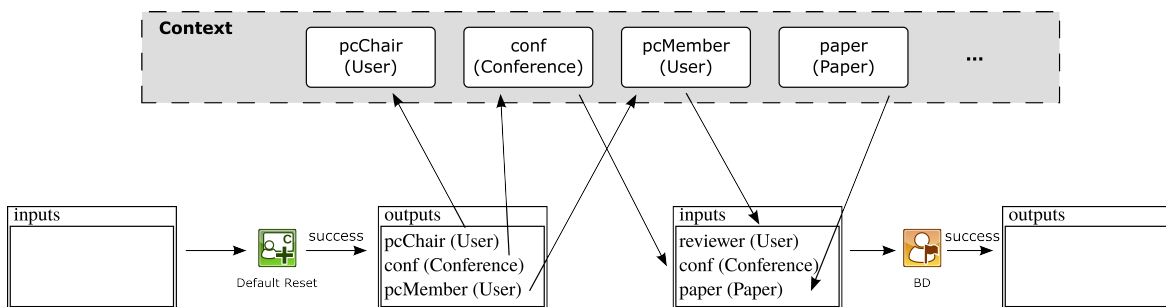 Context
pcChair
(User)
conf
(Conference)
pcMember
(User)
paper
(Paper)
...
inputs
C
Default Reset
success
outputs
pcChair (User)
conf (Conference)
pcMember (User)
inputs
reviewer (User)
conf (Conference)
paper (Paper)
BD
success
outputs